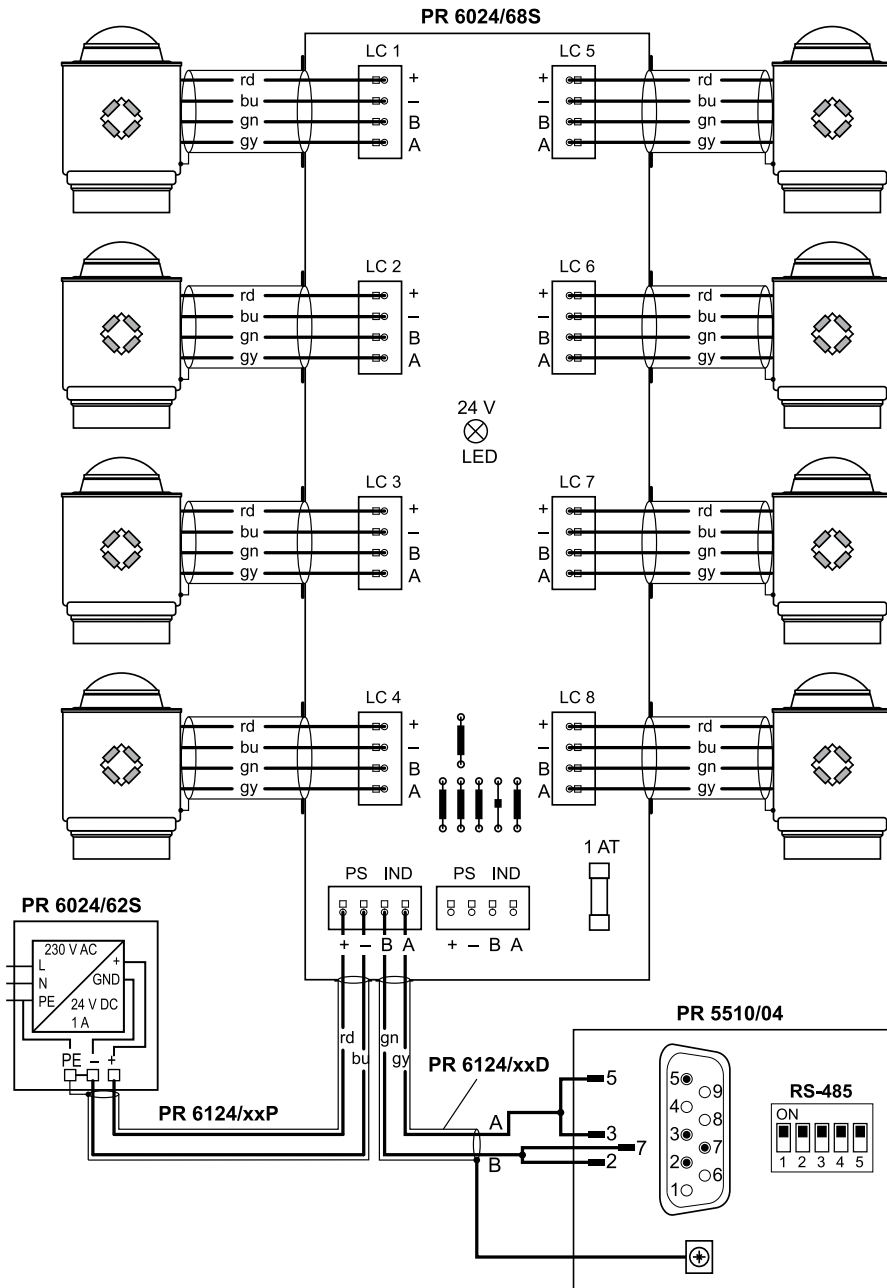 PR 6024/68S
LC 1
rd
+
bu
–
gn
B
gy
A
LC 5
+
rd
–
bu
B
gn
A
gy
LC 2
rd
+
bu
–
gn
B
gy
A
LC 6
+
rd
–
bu
B
gn
A
gy
24 V
LED
LC 3
rd
+
bu
–
gn
B
gy
A
LC 7
+
rd
–
bu
B
gn
A
gy
LC 4
rd
+
bu
–
gn
B
gy
A
LC 8
+
rd
–
bu
B
gn
A
gy
1 AT
PS IND
+ – B A
PS IND
+ – B A
PR 6024/62S
230 V AC
L
N
PE
+
GND
24 V DC
1 A
PE – +
rd
bu
gn
gy
PR 6124/xxP
PR 6124/xxD
A
B
PR 5510/04
5
3
7
2
5
9
4
8
3
7
2
6
1
RS-485
ON
1 2 3 4 5